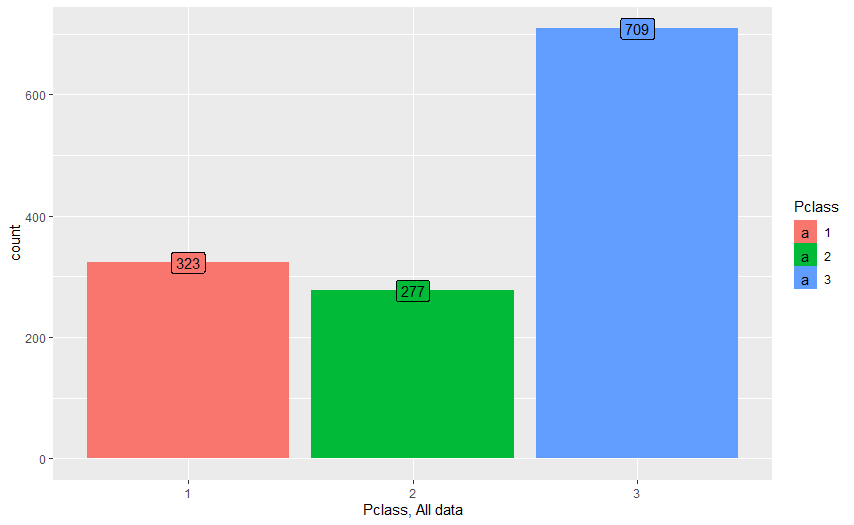 709
600
Pclass
a 1
400
a 2
count
323
a 3
277
200
0
1 2 3
Pclass, All data